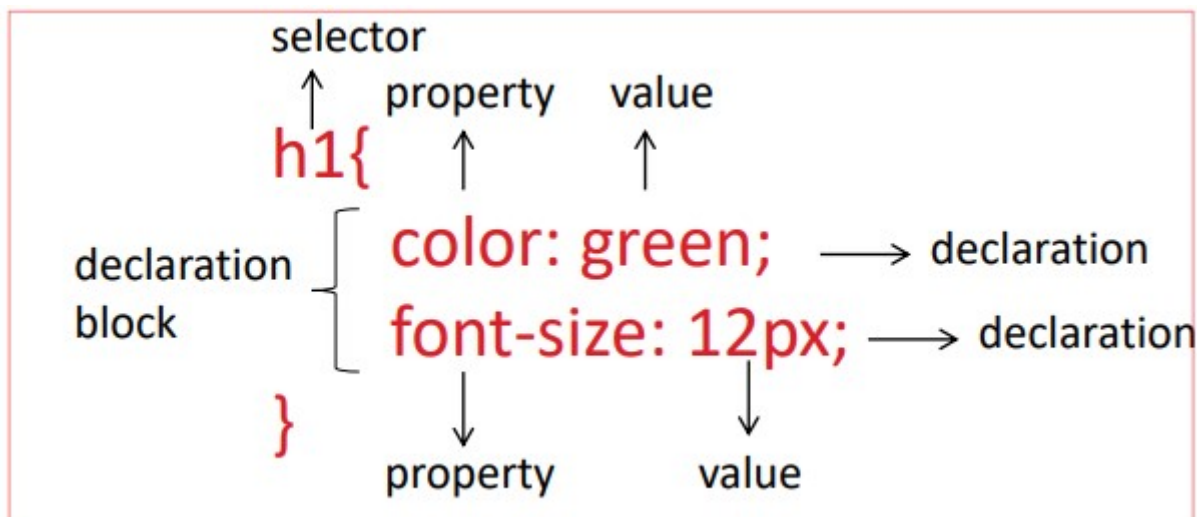 selector
property value
h1{
color: green; declaration
declaration
block
font-size: 12px; declaration
}
property value